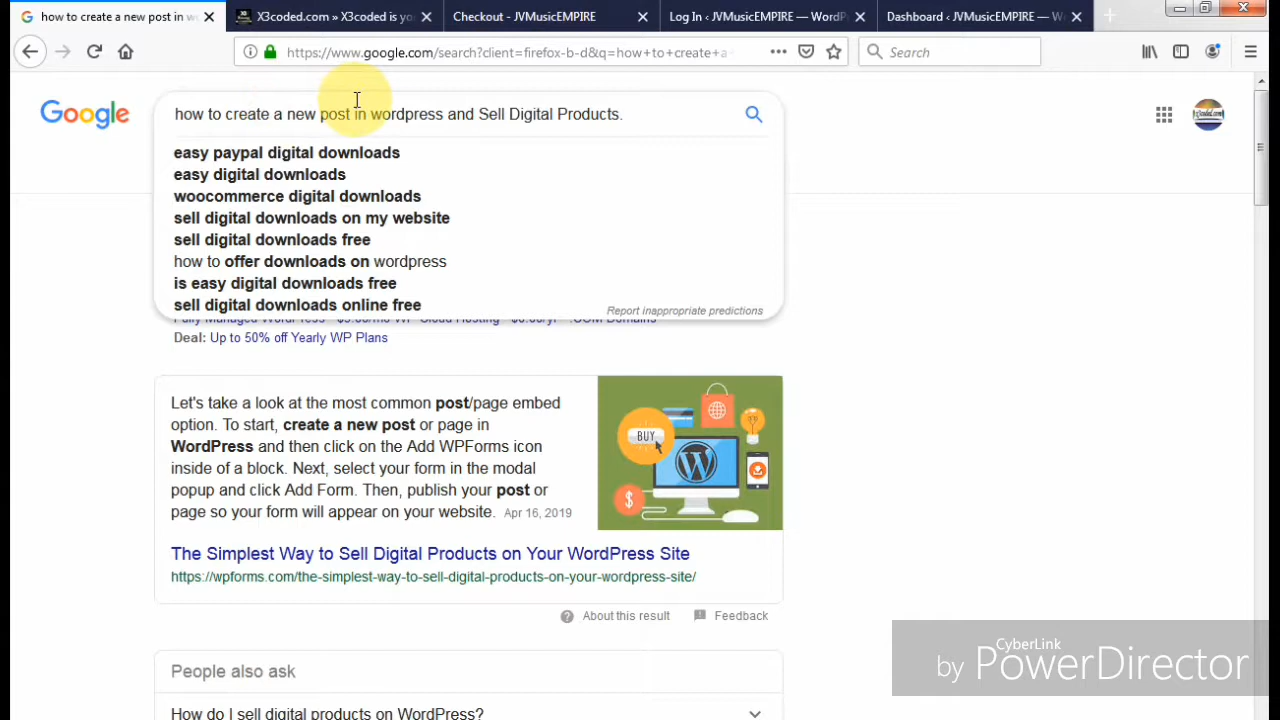 how to create a new post in w
X3coded.com » X3coded is yo
Checkout - JVMusicEMPIRE
Log In ‹ JVMusicEMPIRE — WordP
Dashboard ‹ JVMusicEMPIRE — W
https://www.google.com/search?client=firefox-b-d&q=how+to+create+a
Search
Google
how to create a new post in wordpress and Sell Digital Products.
easy paypal digital downloads
easy digital downloads
woocommerce digital downloads
sell digital downloads on my website
sell digital downloads free
how to offer downloads on wordpress
is easy digital downloads free
sell digital downloads online free
Report inappropriate predictions
Deal: Up to 50% off Yearly WP Plans
Let's take a look at the most common post/page embed
option. To start, create a new post or page in
WordPress and then click on the Add WPForms icon
inside of a block. Next, select your form in the modal
popup and click Add Form. Then, publish your post or
page so your form will appear on your website. Apr 16, 2019
BUY
The Simplest Way to Sell Digital Products on Your WordPress Site
https://wpforms.com/the-simplest-way-to-sell-digital-products-on-your-wordpress-site/
About this result
Feedback
People also ask
How do I sell digital products on WordPress?
CyberLink
by PowerDirector